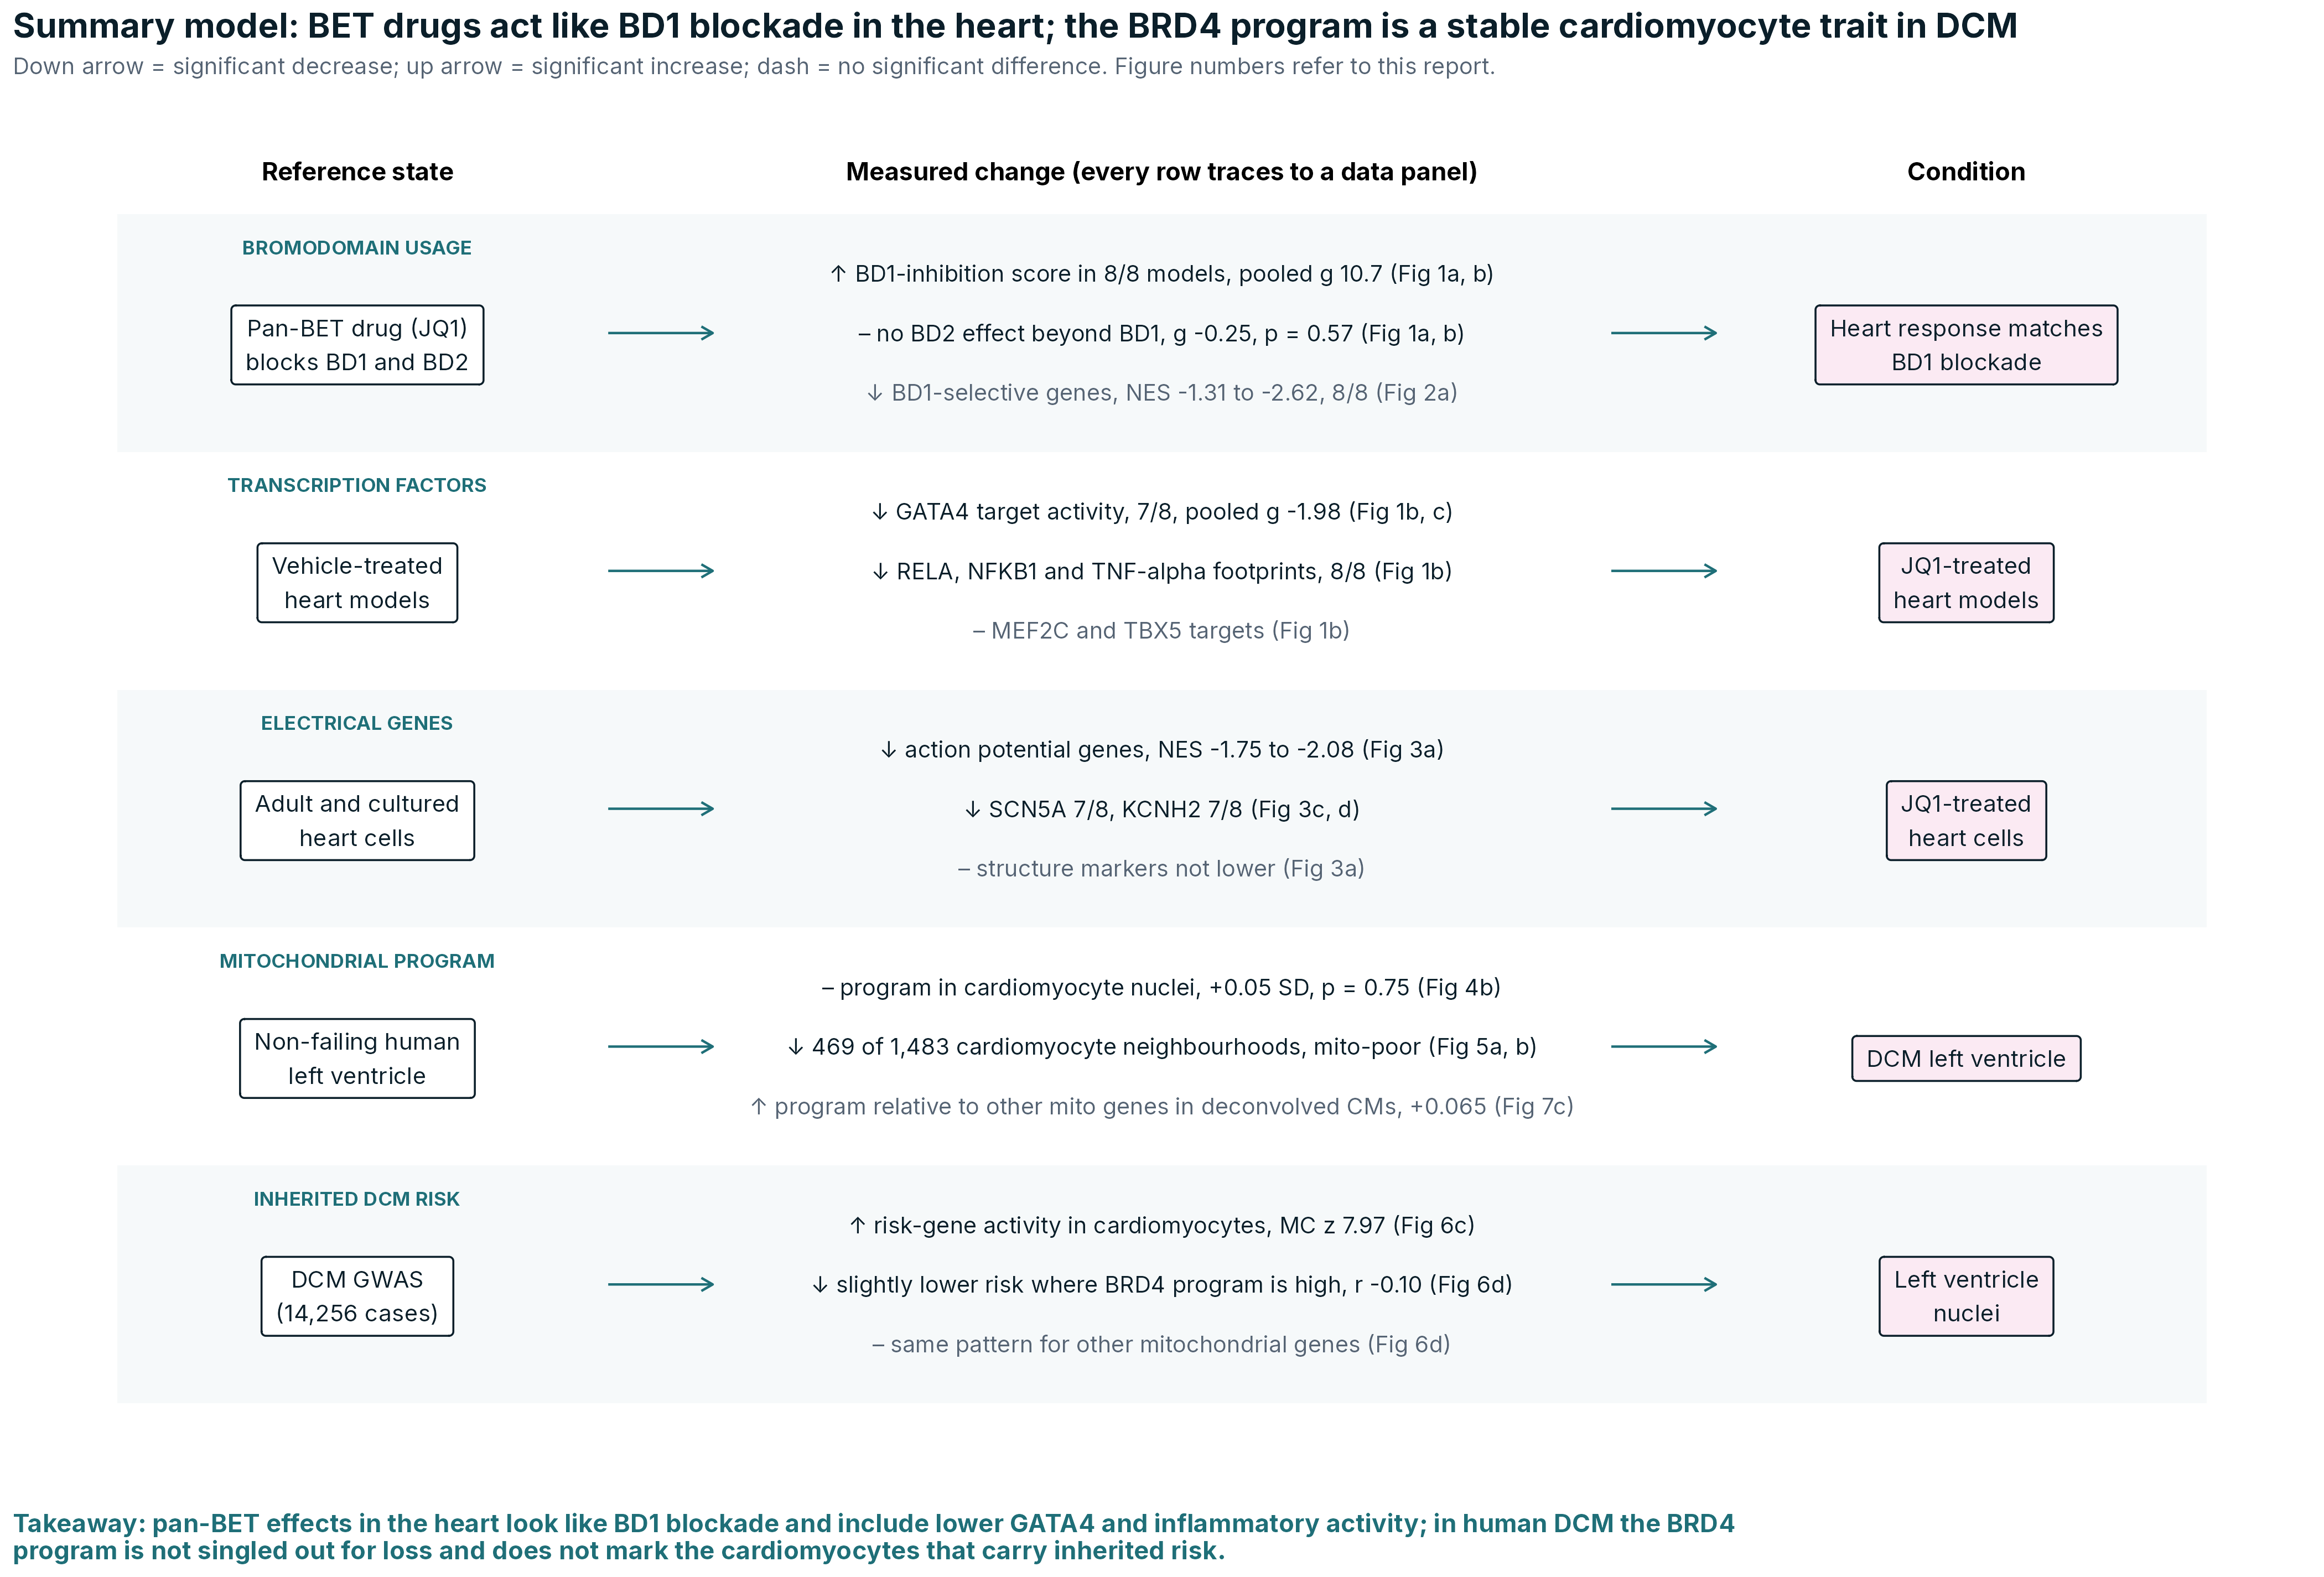 Summary model: BET drugs act like BD1 blockade in the heart; the BRD4 program is a stable cardiomyocyte trait in DCM
Down arrow = significant decrease; up arrow = significant increase; dash = no significant difference. Figure numbers refer to this report.
Reference state
Measured change (every row traces to a data panel)
Condition
BROMODOMAIN USAGE
Pan-BET drug (JQ1)
blocks BD1 and BD2
↑ BD1-inhibition score in 8/8 models, pooled g 10.7 (Fig 1a, b)
– no BD2 effect beyond BD1, g -0.25, p = 0.57 (Fig 1a, b)
↓ BD1-selective genes, NES -1.31 to -2.62, 8/8 (Fig 2a)
Heart response matches
BD1 blockade
TRANSCRIPTION FACTORS
Vehicle-treated
heart models
↓ GATA4 target activity, 7/8, pooled g -1.98 (Fig 1b, c)
↓ RELA, NFKB1 and TNF-alpha footprints, 8/8 (Fig 1b)
– MEF2C and TBX5 targets (Fig 1b)
JQ1-treated
heart models
ELECTRICAL GENES
Adult and cultured
heart cells
↓ action potential genes, NES -1.75 to -2.08 (Fig 3a)
↓ SCN5A 7/8, KCNH2 7/8 (Fig 3c, d)
– structure markers not lower (Fig 3a)
JQ1-treated
heart cells
MITOCHONDRIAL PROGRAM
Non-failing human
left ventricle
– program in cardiomyocyte nuclei, +0.05 SD, p = 0.75 (Fig 4b)
↓ 469 of 1,483 cardiomyocyte neighbourhoods, mito-poor (Fig 5a, b)
↑ program relative to other mito genes in deconvolved CMs, +0.065 (Fig 7c)
DCM left ventricle
INHERITED DCM RISK
DCM GWAS
(14,256 cases)
↑ risk-gene activity in cardiomyocytes, MC z 7.97 (Fig 6c)
↓ slightly lower risk where BRD4 program is high, r -0.10 (Fig 6d)
– same pattern for other mitochondrial genes (Fig 6d)
Left ventricle
nuclei
Takeaway: pan-BET effects in the heart look like BD1 blockade and include lower GATA4 and inflammatory activity; in human DCM the BRD4
program is not singled out for loss and does not mark the cardiomyocytes that carry inherited risk.